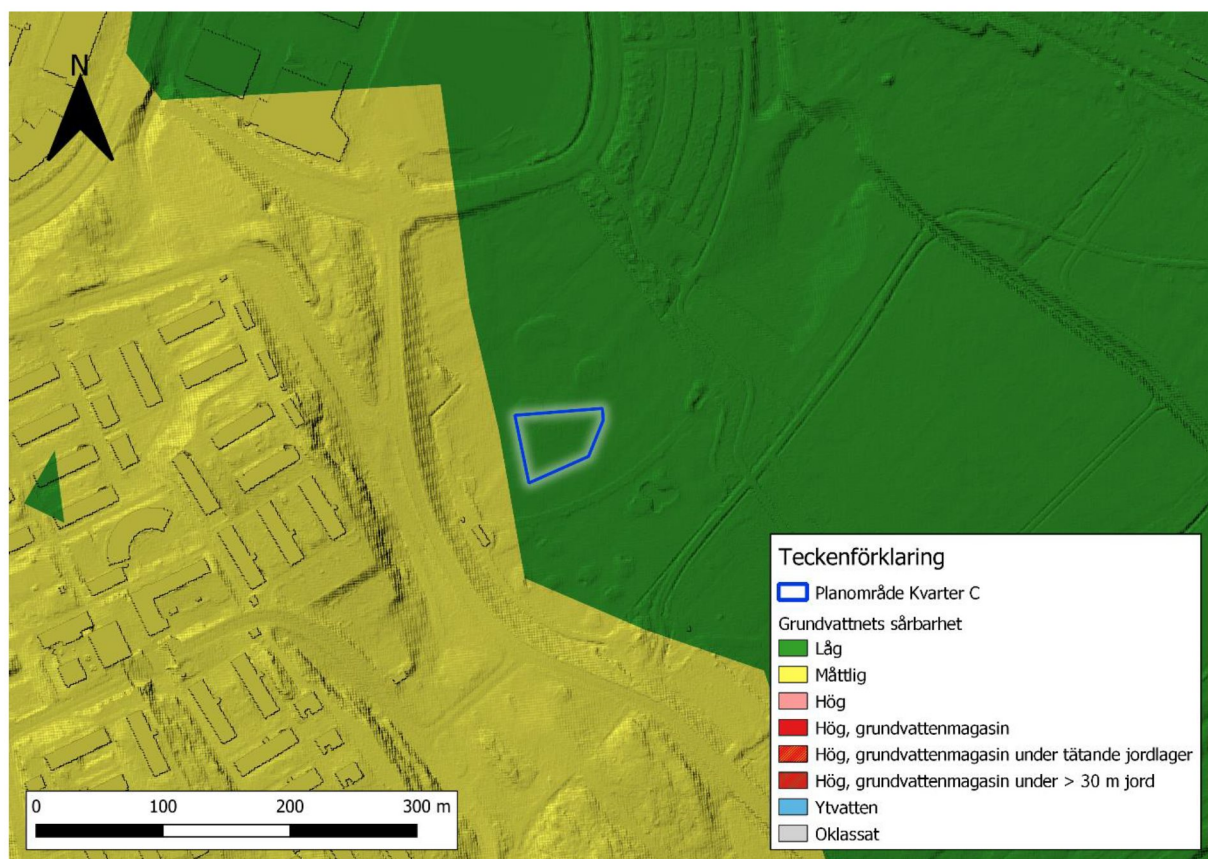 N
Teckenförklaring
Planområde Kvarter C
Grundvattnets sårbarhet
Låg
Måttlig
Hög
Hög, grundvattenmagasin
Hög, grundvattenmagasin under tätande jordlager
Hög, grundvattenmagasin under > 30 m jord
Ytvatten
Oklassat
0 100 200 300 m